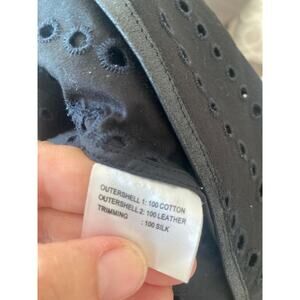 OUTERSHELL 1: 100 COTTON
OUTERSHELL 2: 100 LEATHER
TRIMMING : 100 SILK